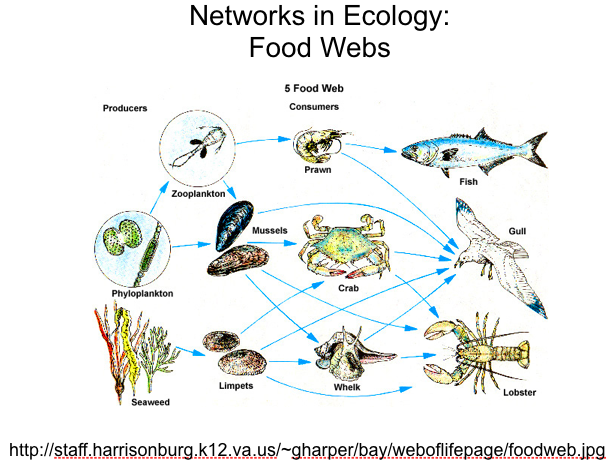 Networks in Ecology:
Food Webs
5 Food Web
Producers
Consumers
Zooplankton
Prawn
Fish
Mussels
Gull
Phyloplankton
Crab
Seaweed
Limpets
Whelk
Lobster
http://staff.harrisonburg.k12.va.us/~gharper/bay/weboflifepage/foodweb.jpg